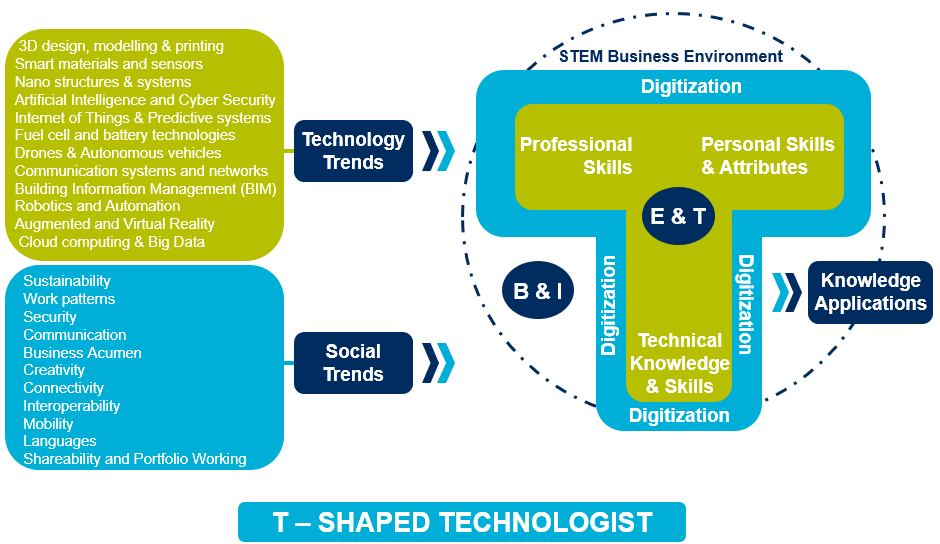 3D design, modelling & printing
Smart materials and sensors
Nano structures & systems
Artificial Intelligence and Cyber Security
Internet of Things & Predictive systems
Fuel cell and battery technologies
Drones & Autonomous vehicles
Communication systems and networks
Building Information Management (BIM)
Robotics and Automation
Augmented and Virtual Reality
Cloud computing & Big Data
Technology
Trends
Sustainability
Work patterns
Security
Communication
Business Acumen
Creativity
Connectivity
Interoperability
Mobility
Languages
Shareability and Portfolio Working
Social
Trends
STEM Business Environment
Digitization
Professional
Skills
Personal Skills
& Attributes
E & T
B & I
Digitization
Digitization
Technical
Knowledge
& Skills
Digitization
Knowledge
Applications
T – SHAPED TECHNOLOGIST